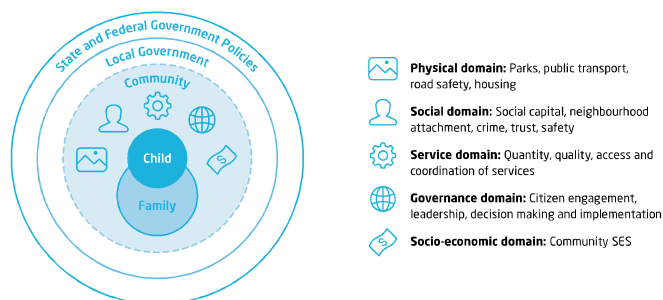 State and Federal Government Policies
Local Government
Community
Child
Family
Physical domain: Parks, public transport,
road safety, housing
Social domain: Social capital, neighbourhood
attachment, crime, trust, safety
Service domain: Quantity, quality, access and
coordination of services
Governance domain: Citizen engagement,
leadership, decision making and implementation
Socio-economic domain: Community SES